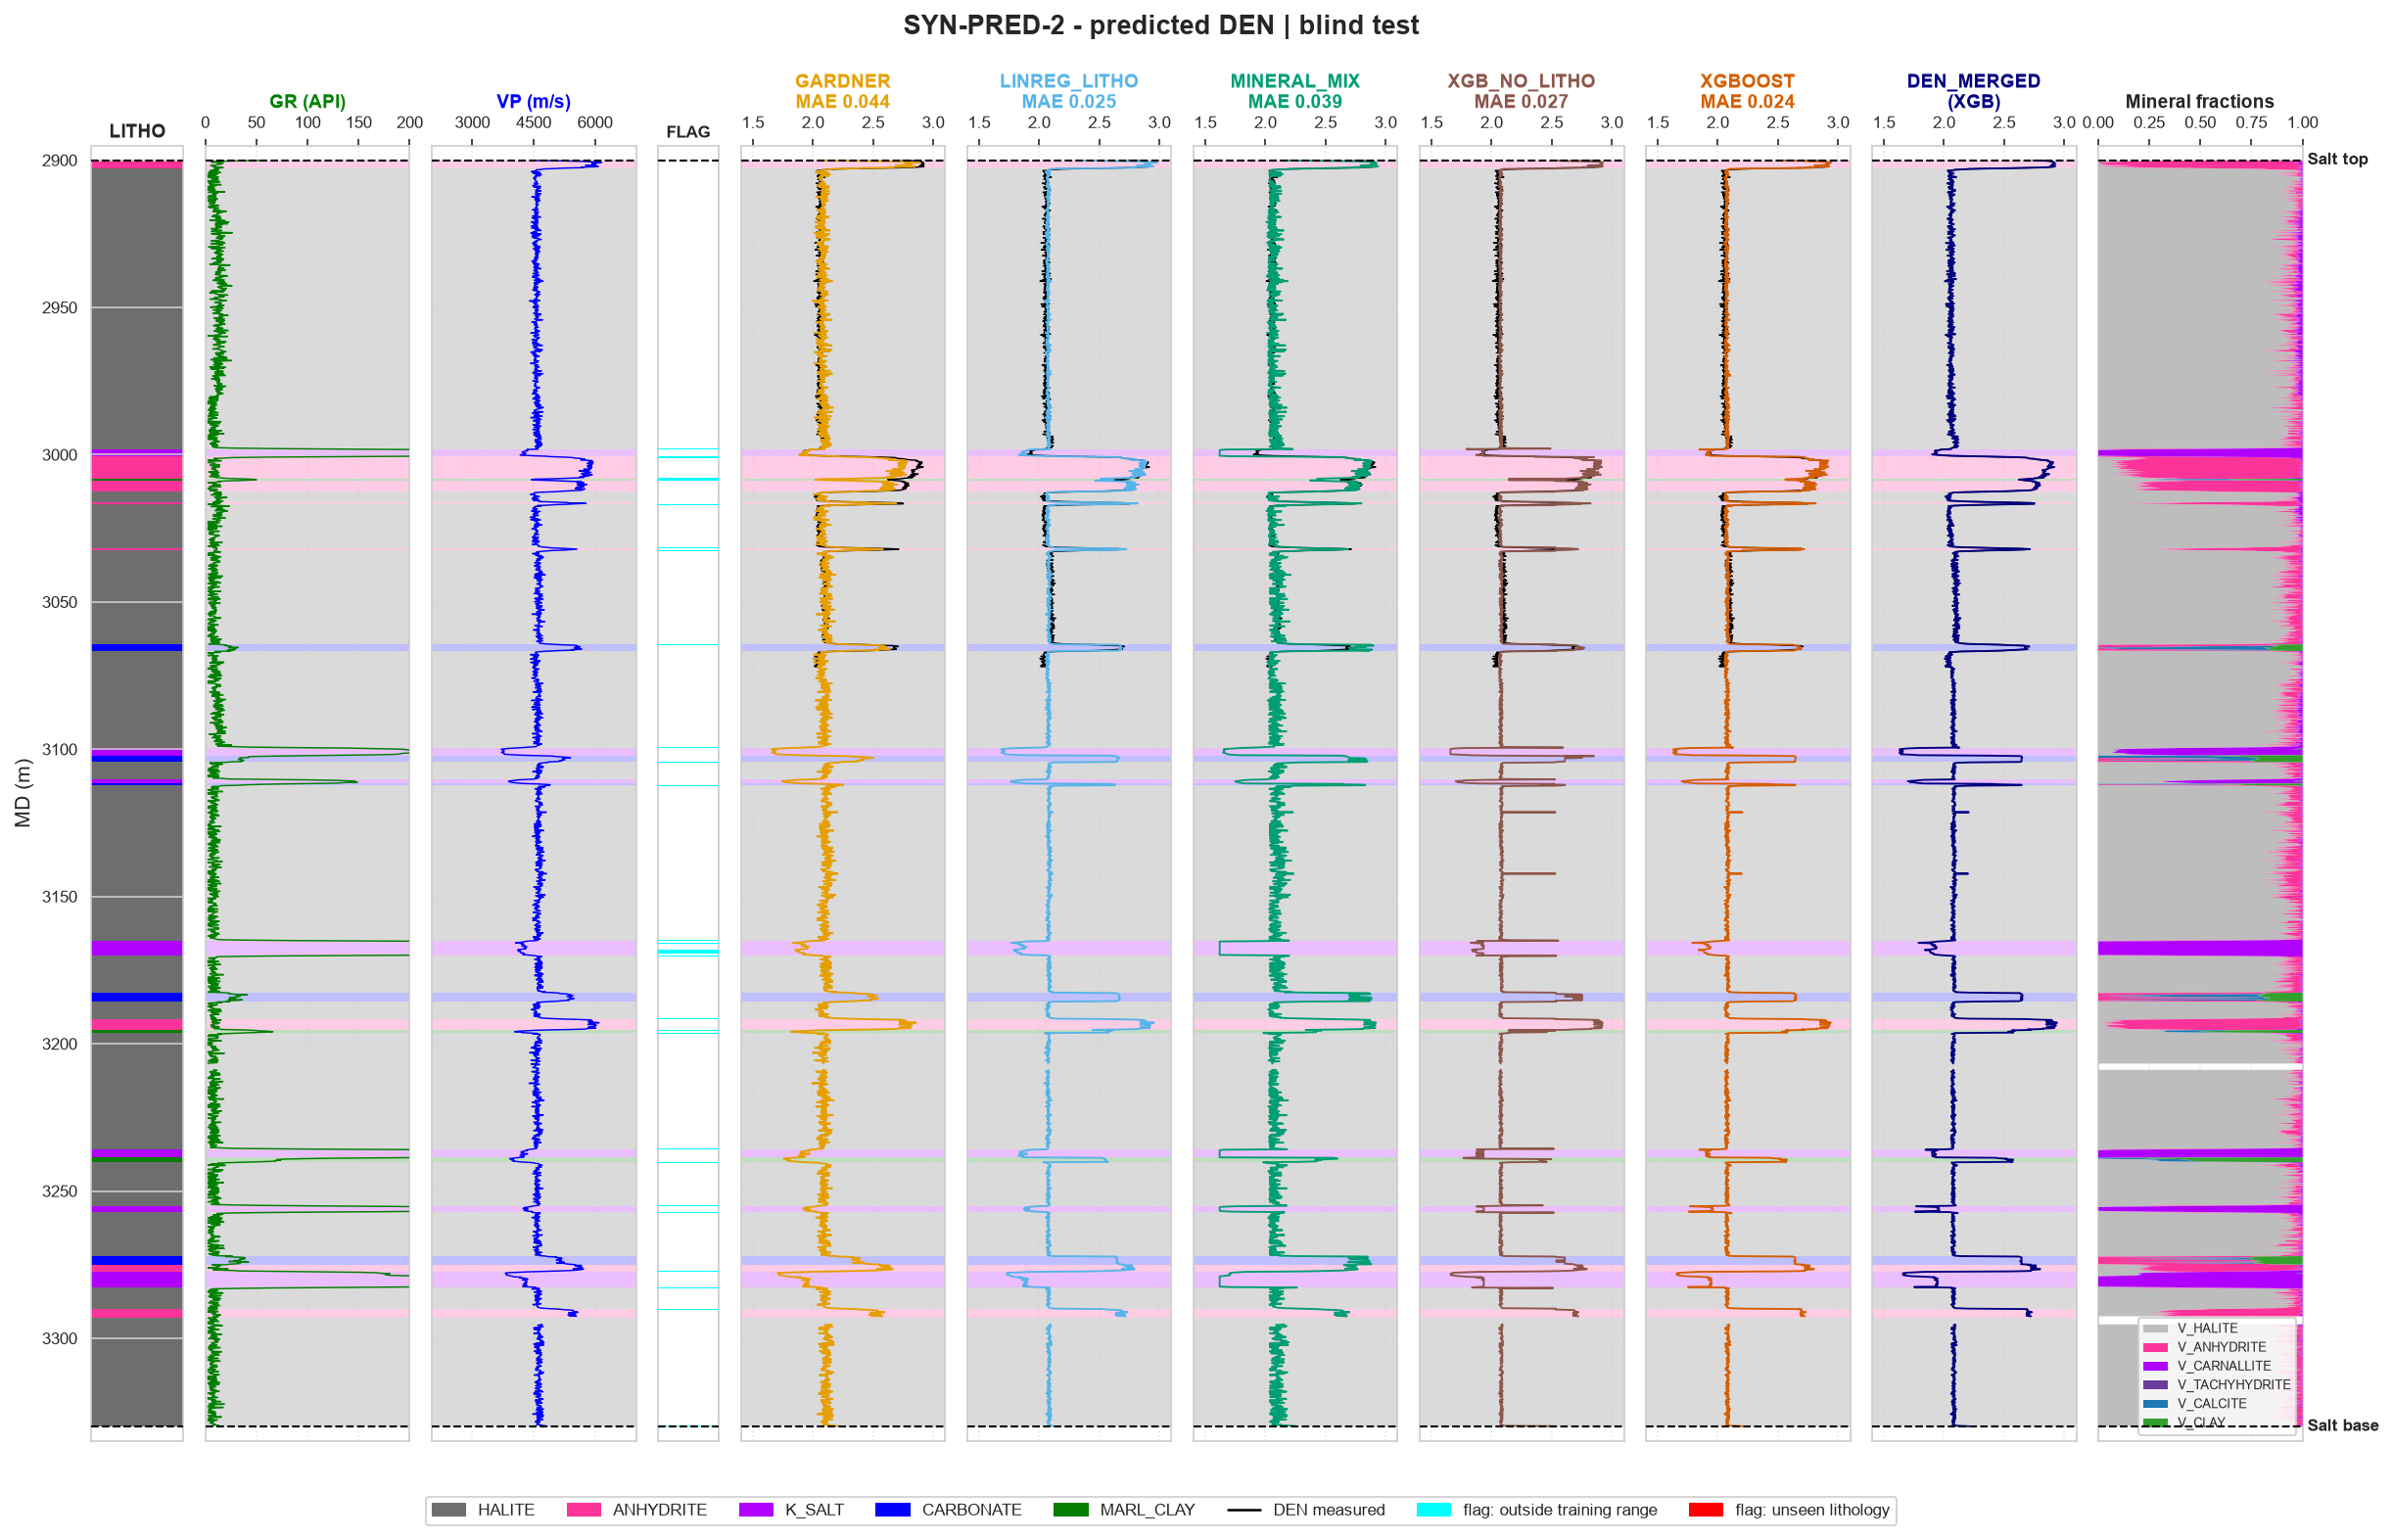 SYN-PRED-2 - predicted DEN | blind test
LITHO
GR (API)
VP (m/s)
FLAG
GARDNER
MAE 0.044
LINREG_LITHO
MAE 0.025
MINERAL_MIX
MAE 0.039
XGB_NO_LITHO
MAE 0.027
XGBOOST
MAE 0.024
DEN_MERGED
(XGB)
Mineral fractions
0 50 100 150 200
3000 4500 6000
1.5 2.0 2.5 3.0
1.5 2.0 2.5 3.0
1.5 2.0 2.5 3.0
1.5 2.0 2.5 3.0
1.5 2.0 2.5 3.0
1.5 2.0 2.5 3.0
0.00 0.25 0.50 0.75 1.00
MD (m)
2900
2950
3000
3050
3100
3150
3200
3250
3300
Salt top
Salt base
V_HALITE
V_ANHYDRITE
V_CARNALLITE
V_TACHYHYDRITE
V_CALCITE
V_CLAY
HALITE ANHYDRITE K_SALT CARBONATE MARL_CLAY DEN measured flag: outside training range flag: unseen lithology